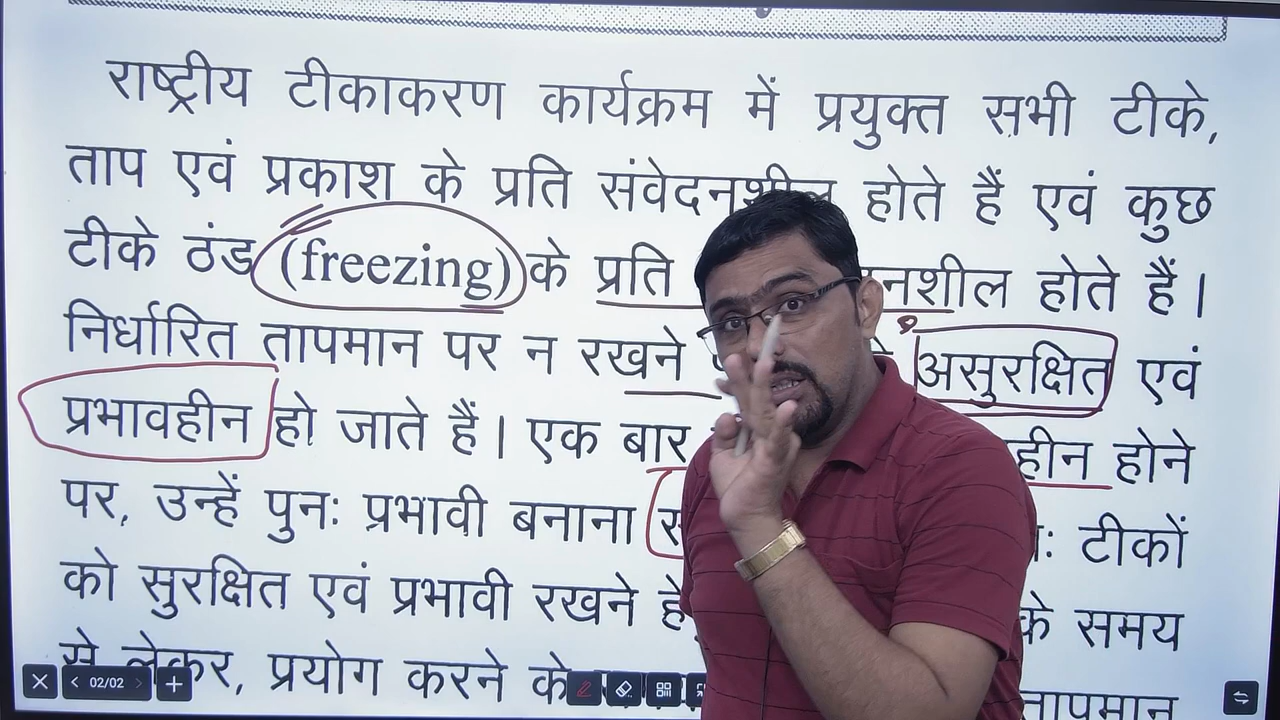 राष्ट्रीय टीकाकरण कार्यक्रम में प्रयुक्त सभी टीके,
ताप एवं प्रकाश के प्रति संवेदनशील होते हैं एवं कुछ
टीके ठंड (freezing) के प्रति नशील होते हैं।
निर्धारित तापमान पर न रखने असुरक्षित एवं
प्रभावहीन हो जाते हैं। एक बार हीन होने
पर, उन्हें पुनः प्रभावी बनाना टीकों
को सुरक्षित एवं प्रभावी रखने के समय
से लेकर, प्रयोग करने के तापमान
02/02